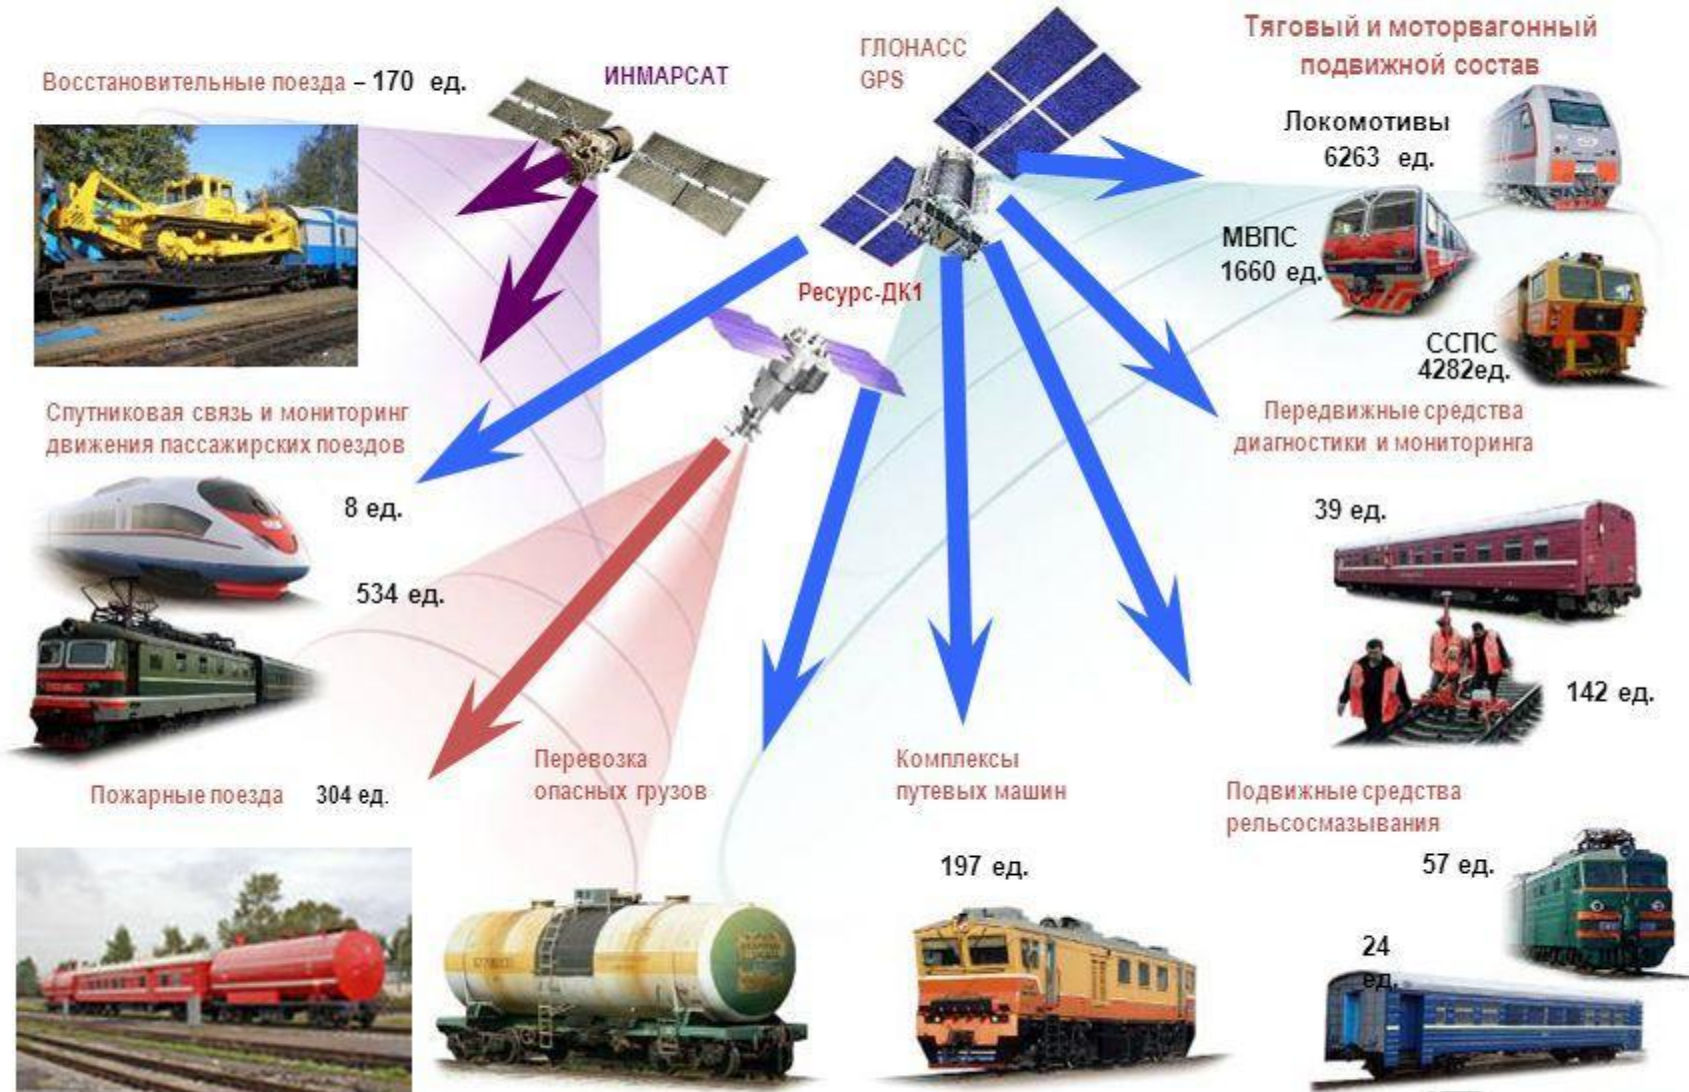 Восстановительные поезда – 170 ед.
ИНМАРСАТ
ГЛОНАСС
GPS
Тяговый и моторвагонный
подвижной состав
Локомотивы
6263 ед.
МВПС
1660 ед.
ССПС
4282ед.
Ресурс-ДК1
Спутниковая связь и мониторинг
движения пассажирских поездов
8 ед.
534 ед.
Передвижные средства
диагностики и мониторинга
39 ед.
142 ед.
Пожарные поезда 304 ед.
Перевозка
опасных грузов
Комплексы
путевых машин
197 ед.
Подвижные средства
рельсосмазывания
57 ед.
24
ед.